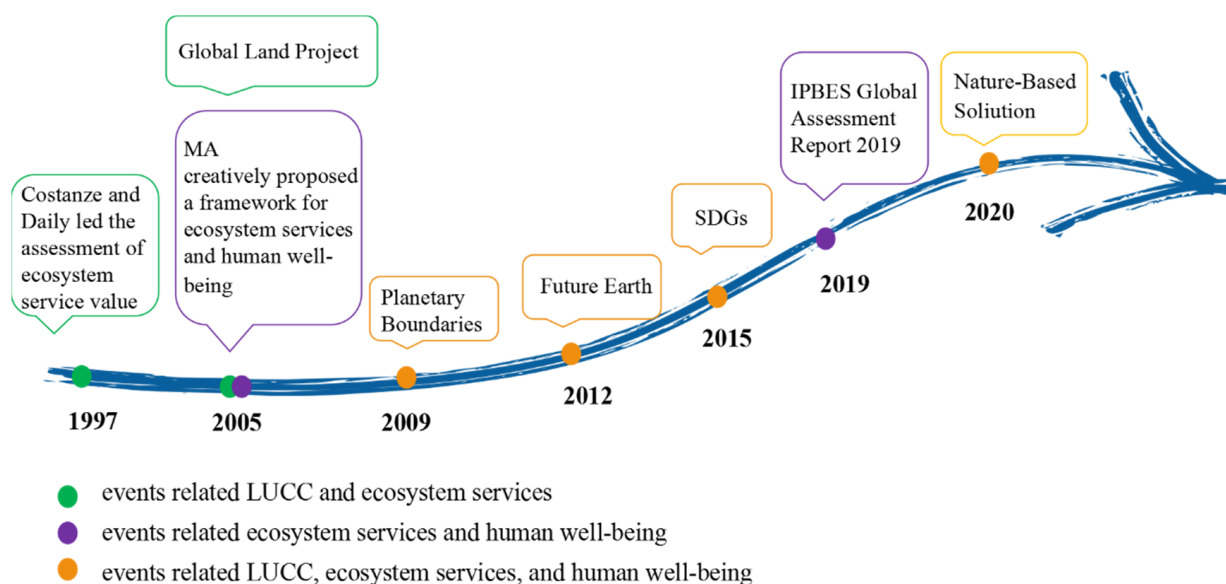 Global Land Project
MA
creatively proposed
a framework for
ecosystem services
and human well-
being
Costanze and
Daily led the
assessment of
ecosystem
service value
Planetary
Boundaries
Future Earth
SDGs
IPBES Global
Assessment
Report 2019
Nature-Based
Soliution
1997
2005
2009
2012
2015
2019
2020
events related LUCC and ecosystem services
events related ecosystem services and human well-being
events related LUCC, ecosystem services, and human well-being